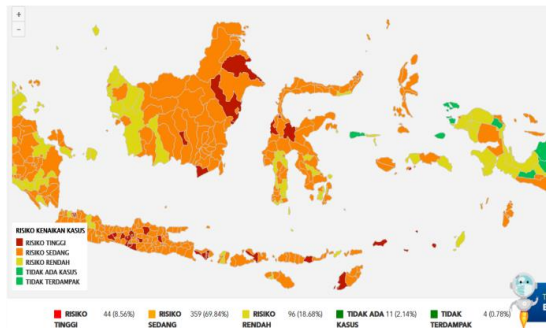 +
−
RISIKO KENAIKAN KASUS
RISIKO TINGGI
RISIKO SEDANG
RISIKO RENDAH
TIDAK ADA KASUS
TIDAK TERDAMPAK
RISIKO TINGGI 44 (8.56%)
RISIKO SEDANG 359 (69.84%)
RISIKO RENDAH 96 (18.68%)
TIDAK ADA KASUS 11 (2.14%)
TIDAK TERDAMPAK 4 (0.78%)